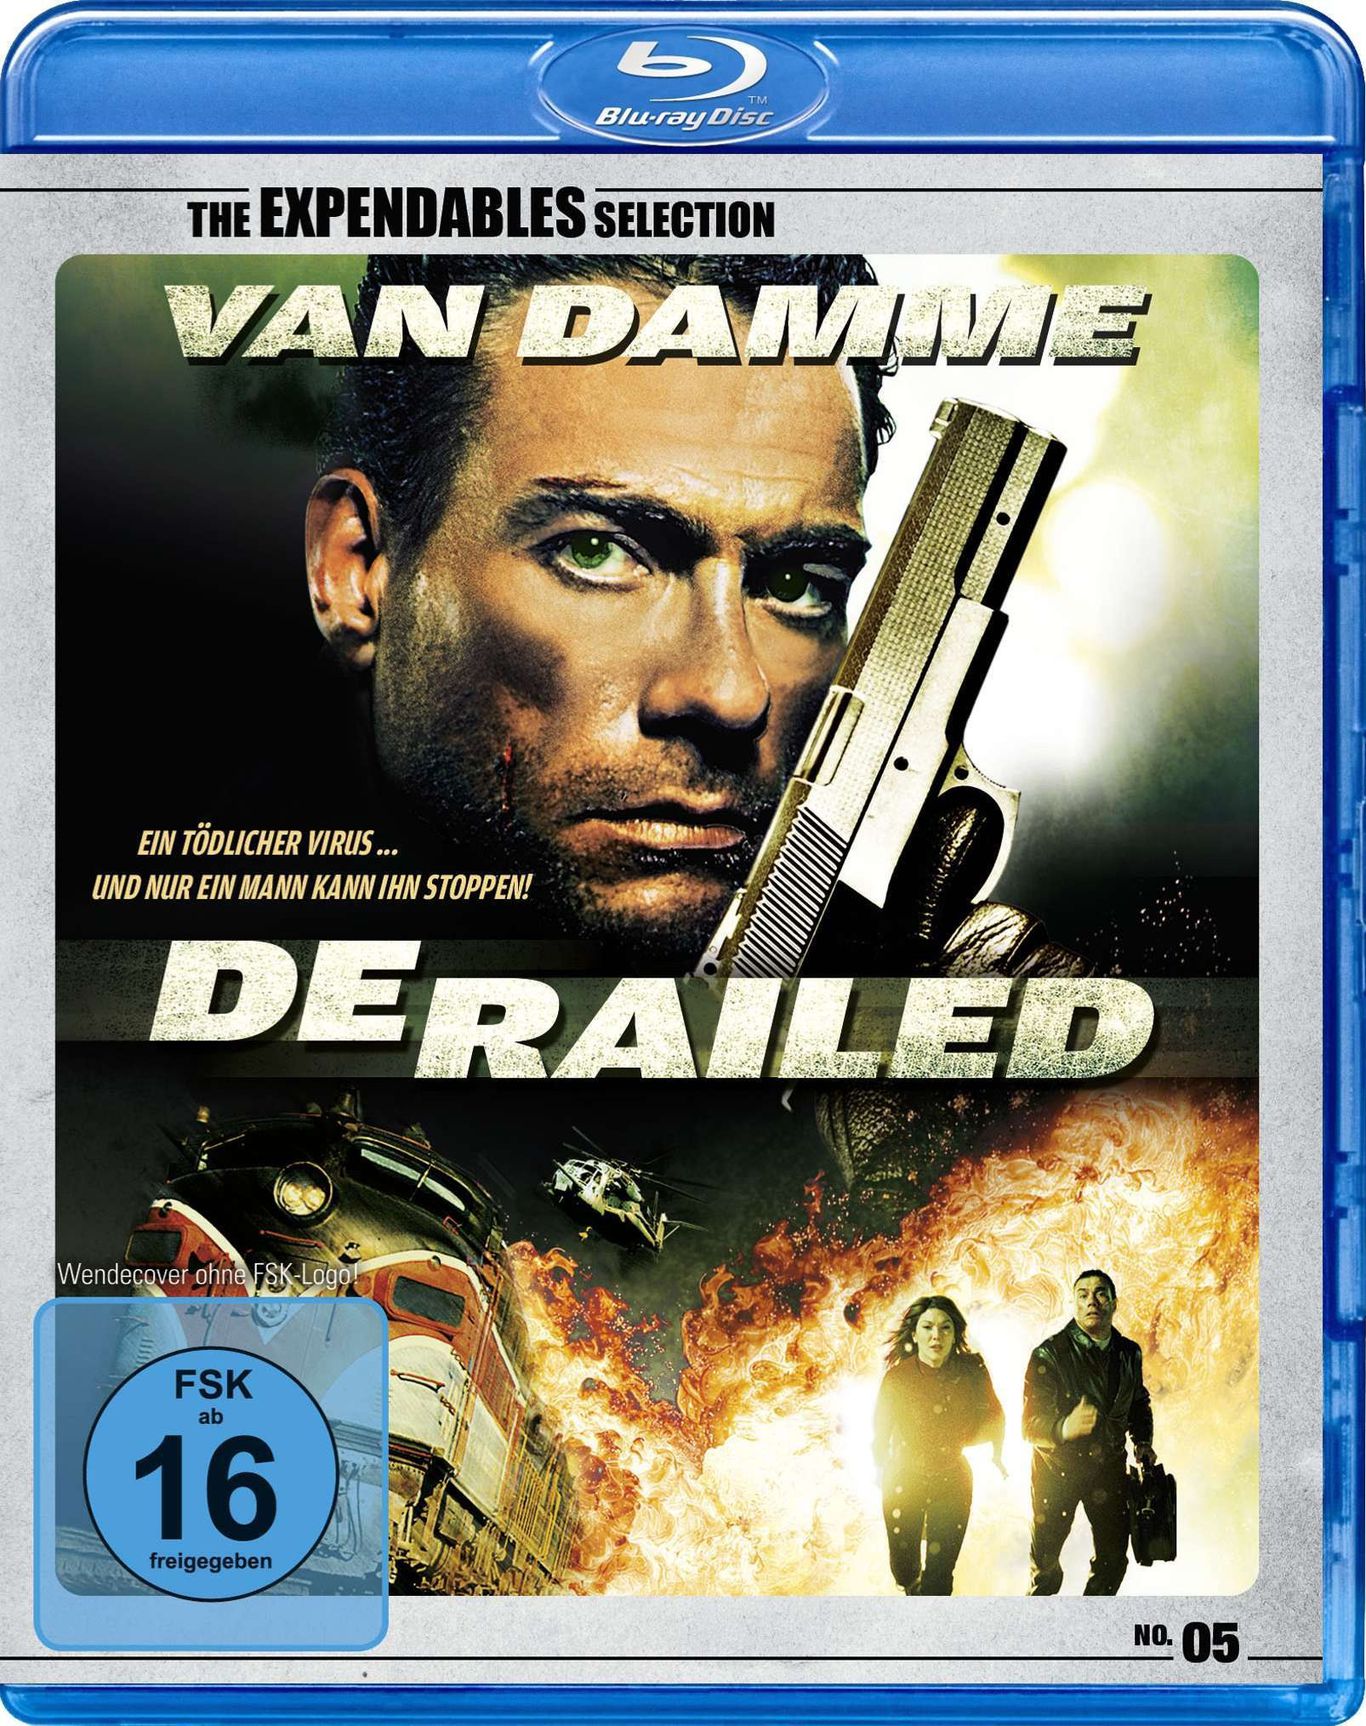 Blu-ray Disc™
THE EXPENDABLES SELECTION
VAN DAMME
EIN TÖDLICHER VIRUS ...
UND NUR EIN MANN KANN IHN STOPPEN!
DERAILED
Wendecover ohne FSK-Logo!
FSK
ab
16
freigegeben
NO. 05